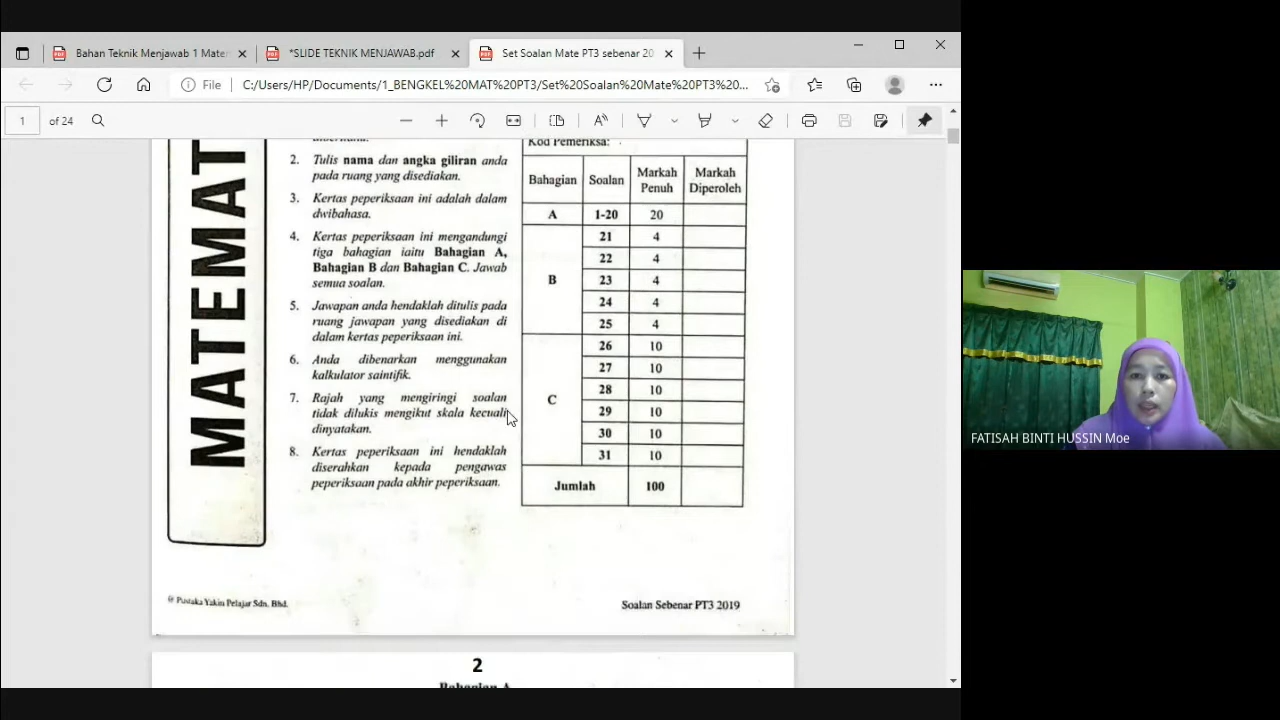 Bahan Teknik Menjawab 1 Mate
*SLIDE TEKNIK MENJAWAB.pdf
Set Soalan Mate PT3 sebenar 20
File
C:/Users/HP/Documents/1_BENGKEL%20MAT%20PT3/Set%20Soalan%20Mate%20PT3%20...
1 of 24
MATEMAT
2. Tulis nama dan angka giliran anda
pada ruang yang disediakan.
3. Kertas peperiksaan ini adalah dalam
dwibahasa.
4. Kertas peperiksaan ini mengandungi
tiga bahagian iaitu Bahagian A,
Bahagian B dan Bahagian C. Jawab
semua soalan.
5. Jawapan anda hendaklah ditulis pada
ruang jawapan yang disediakan di
dalam kertas peperiksaan ini.
6. Anda dibenarkan menggunakan
kalkulator saintifik.
7. Rajah yang mengiringi soalan
tidak dilukis mengikut skala kecuali
dinyatakan.
8. Kertas peperiksaan ini hendaklah
diserahkan kepada pengawas
peperiksaan pada akhir peperiksaan.
Kod Pemeriksa:
Bahagian Soalan Markah Penuh Markah Diperoleh
A 1-20 20
B 21 4
22 4
23 4
24 4
25 4
C 26 10
27 10
28 10
29 10
30 10
31 10
Jumlah 100
© Pustaka Yakin Pelajar Sdn. Bhd.
Soalan Sebenar PT3 2019
2
Bahagian A
FATISAH BINTI HUSSIN Moe